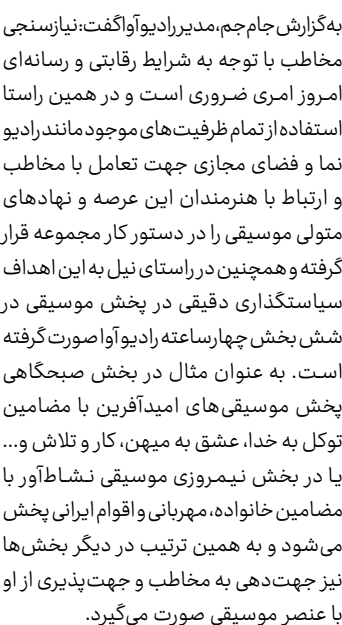 به‌گزارش جام‌جم، مدیر رادیو آوا گفت: نیازسنجی
مخاطب با توجه به شرایط رقابتی و رسانه‌ای
امروز امری ضروری است و در همین راستا
استفاده از تمام ظرفیت‌های موجود مانند رادیو
نما و فضای مجازی جهت تعامل با مخاطب
و ارتباط با هنرمندان این عرصه و نهادهای
متولی موسیقی را در دستور کار مجموعه قرار
گرفته و همچنین در راستای نیل به این اهداف
سیاستگذاری دقیقی در پخش موسیقی در
شش بخش چهارساعته رادیو آوا صورت گرفته
است. به عنوان مثال در بخش صبحگاهی
پخش موسیقی‌های امیدآفرین با مضامین
توکل به خدا، عشق به میهن، کار و تلاش و...
یا در بخش نیمروزی موسیقی نشاط‌آور با
مضامین خانواده، مهربانی و اقوام ایرانی پخش
می‌شود و به همین ترتیب در دیگر بخش‌ها
نیز جهت‌دهی به مخاطب و جهت‌پذیری از او
با عنصر موسیقی صورت می‌گیرد.